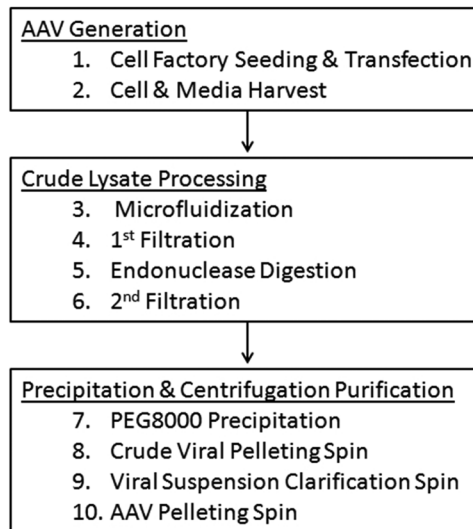 AAV Generation
1. Cell Factory Seeding & Transfection
2. Cell & Media Harvest
Crude Lysate Processing
3. Microfluidization
4. 1st Filtration
5. Endonuclease Digestion
6. 2nd Filtration
Precipitation & Centrifugation Purification
7. PEG8000 Precipitation
8. Crude Viral Pelleting Spin
9. Viral Suspension Clarification Spin
10. AAV Pelleting Spin